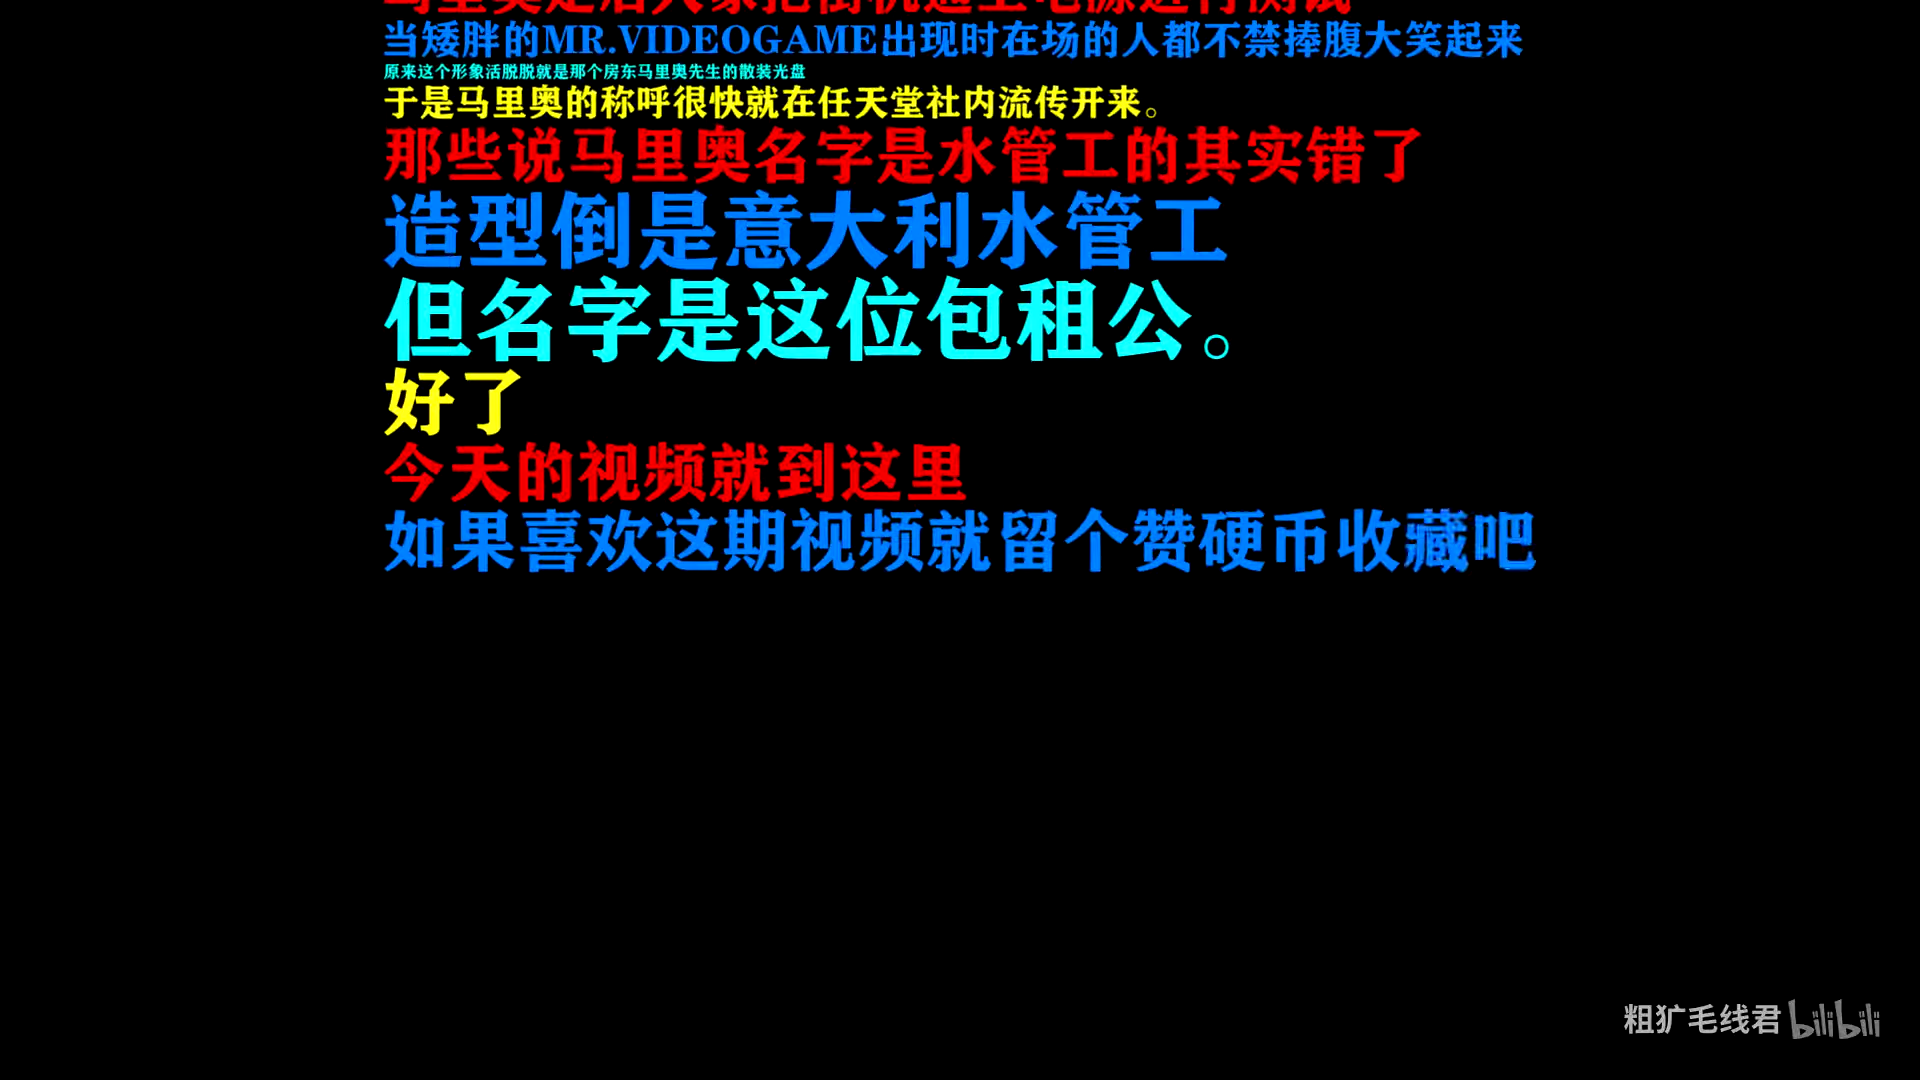 当矮胖的MR.VIDEOGAME出现时在场的人都不禁捧腹大笑起来
原来这个形象活脱脱就是那个房东马里奥先生的散装光盘
于是马里奥的称呼很快就在任天堂社内流传开来。
那些说马里奥名字是水管工的其实错了
造型倒是意大利水管工
但名字是这位包租公。
好了
今天的视频就到这里
如果喜欢这期视频就留个赞硬币收藏吧
粗犷毛线君 bilibili